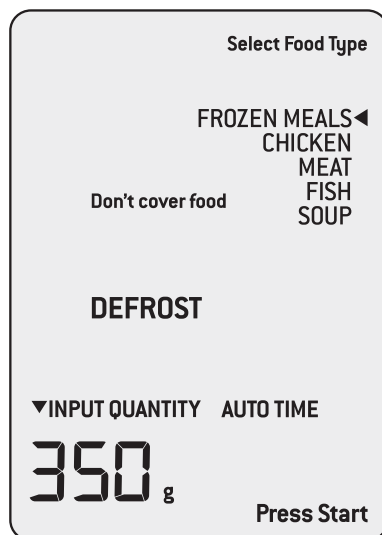 Select Food Type
FROZEN MEALS◀
CHICKEN
MEAT
FISH
Don't cover food
SOUP
DEFROST
▼INPUT QUANTITY AUTO TIME
350 g
Press Start